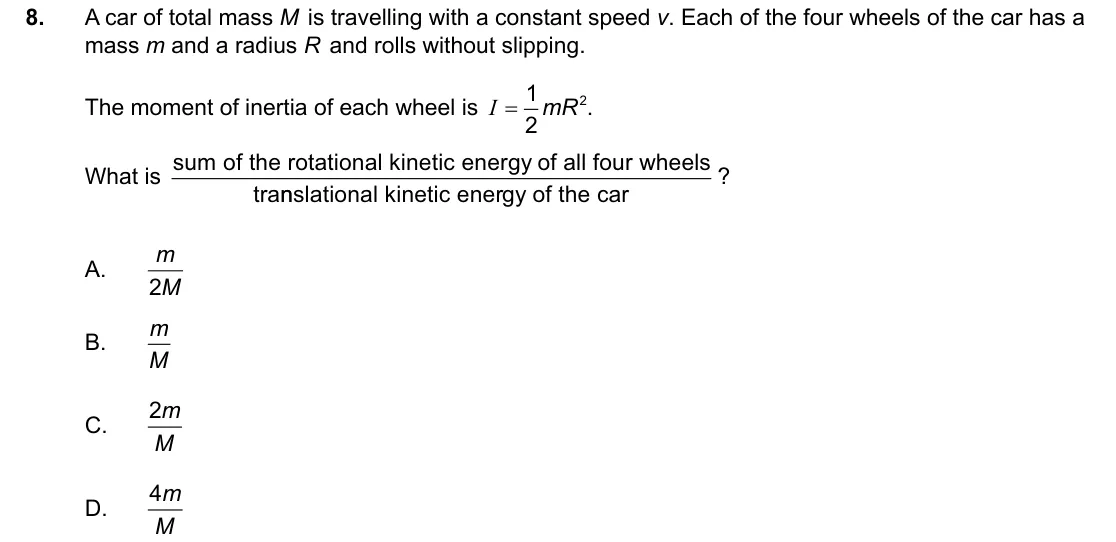 8. A car of total mass M is travelling with a constant speed v. Each of the four wheels of the car has a
mass m and a radius R and rolls without slipping.
The moment of inertia of each wheel is I = 1/2 mR².
What is sum of the rotational kinetic energy of all four wheels / translational kinetic energy of the car ?
A. m/2M
B. m/M
C. 2m/M
D. 4m/M